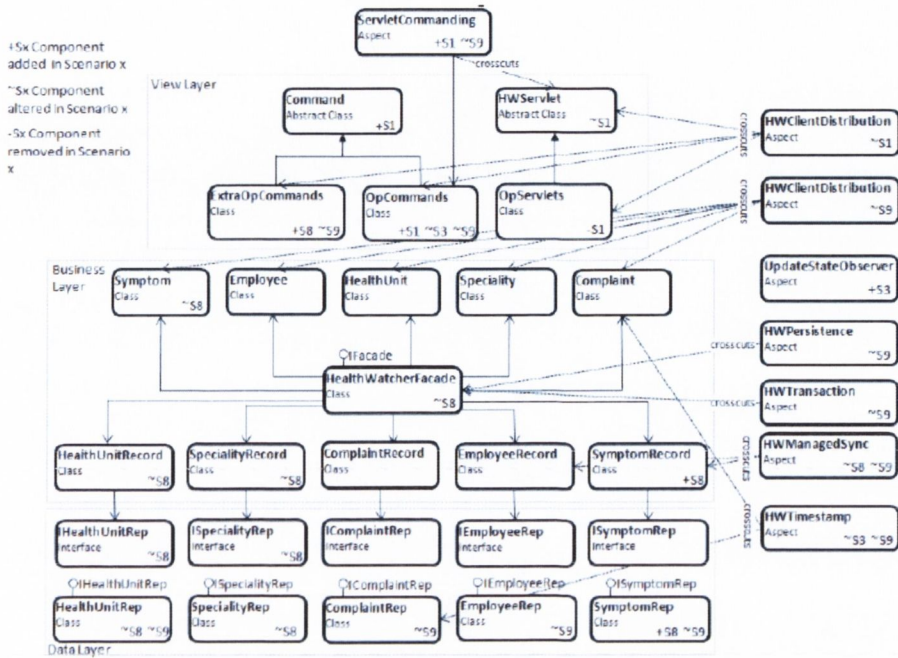 ServletCommanding
Aspect
+S1 ~S9
+Sx Component
added in Scenario x
~Sx Component
altered in Scenario x
-Sx Component
removed in Scenario
x
crosscuts
View Layer
Command
Abstract Class
+S1
HWServlet
Abstract Class
~S1
HWClientDistribution
Aspect
~S1
crosscuts
ExtraOpCommands
Class
+S8 ~S9
OpCommands
Class
+S1 ~S3 ~S9
OpServlets
Class
-S1
HWClientDistribution
Aspect
~S9
crosscuts
Business
Layer
Symptom
Class
~S8
Employee
Class
HealthUnit
Class
Speciality
Class
Complaint
Class
UpdateStateObserver
Aspect
+S3
IFacade
HealthWatcherFacade
Class
~S8
crosscuts
HWPersistence
Aspect
~S9
crosscuts
HWTransaction
Aspect
~S9
HealthUnitRecord
Class
~S8
SpecialityRecord
Class
~S8
ComplaintRecord
Class
EmployeeRecord
Class
SymptomRecord
Class
+S8
crosscuts
HWManagedSync
Aspect
~S8 ~S9
IHealthUnitRep
Interface
~S8
ISpecialityRep
Interface
~S8
IComplaintRep
Interface
IEmployeeRep
Interface
ISymptomRep
Interface
crosscuts
HWTimestamp
Aspect
~S3 ~S9
IHealthUnitRep
ISpecialityRep
IComplaintRep
IEmployeeRep
ISymptomRep
HealthUnitRep
Class
~S8 ~S9
SpecialityRep
Class
~S8
ComplaintRep
Class
~S9
EmployeeRep
Class
~S9
SymptomRep
Class
+S8 ~S9
Data Layer